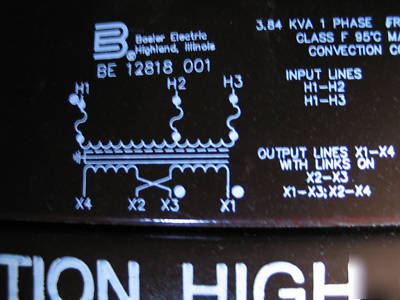 Basler Electric
Highland, Illinois
BE 12818 001
3.84 KVA 1 PHASE
CLASS F 95°C
CONVECTION
INPUT LINES
H1-H2
H1-H3
H1 H2 H3
OUTPUT LINES X1-X4
WITH LINKS ON
X2-X3
X1-X3; X2-X4
X4 X2 X3 X1
TION HIGH